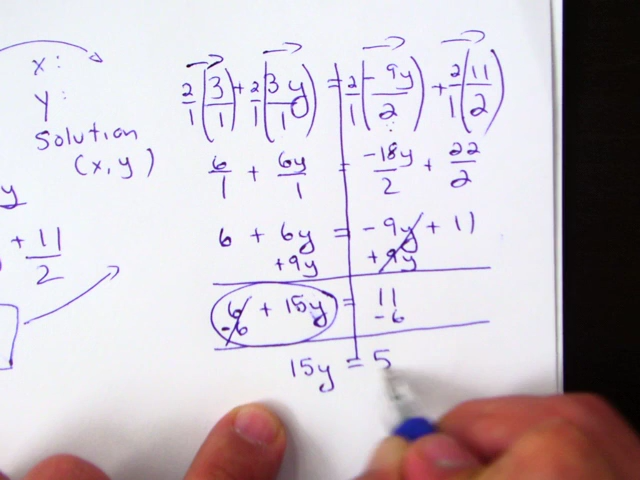 x:
y:
Solution
(x, y)
y
+ 11/2
2/1 (3/1) + 2/1 (3y/1) = 2/1 (-9y/2) + 2/1 (11/2)
6/1 + 6y/1 = -18y/2 + 22/2
6 + 6y = -9y + 11
+9y +9y
6 + 15y = 11
-6 -6
15y = 5